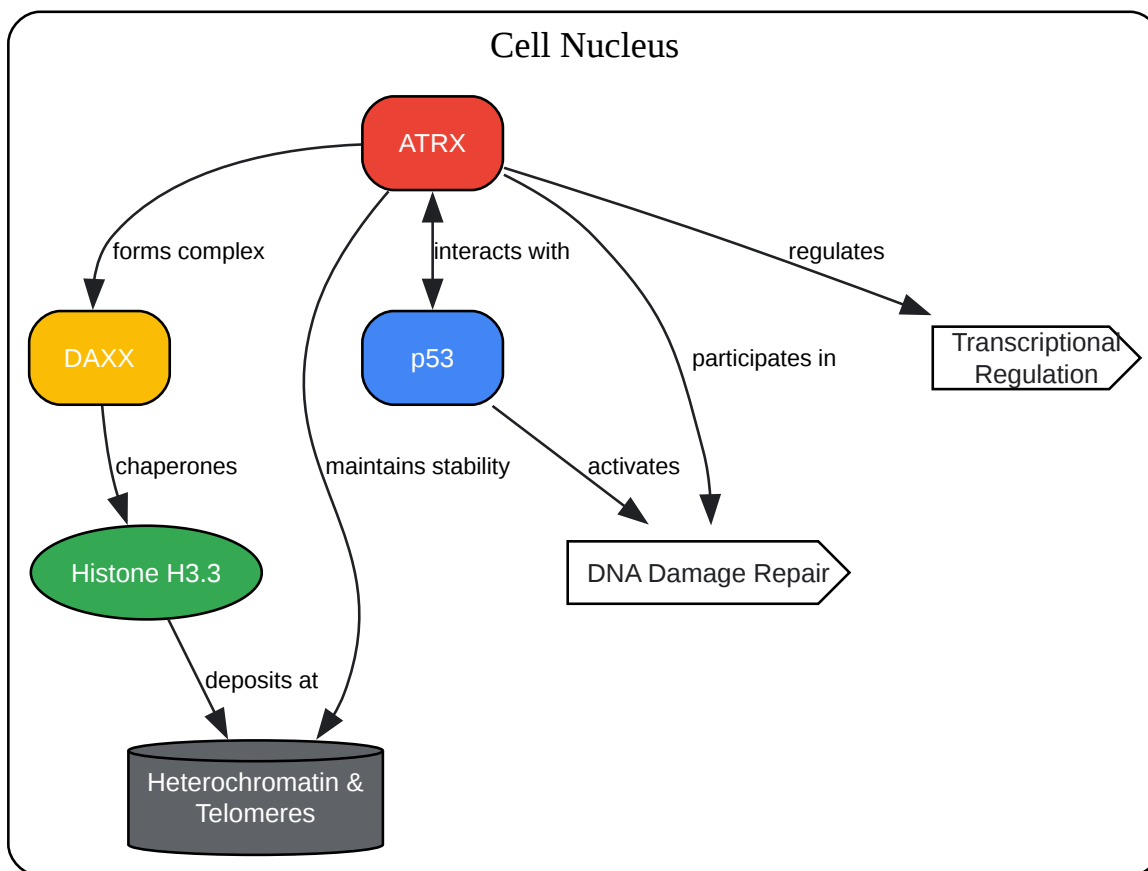 Cell Nucleus
ATRX
forms complex
interacts with
regulates
DAXX
p53
participates in
Transcriptional
Regulation
chaperones
maintains stability
activates
Histone H3.3
DNA Damage Repair
deposits at
Heterochromatin &
Telomeres